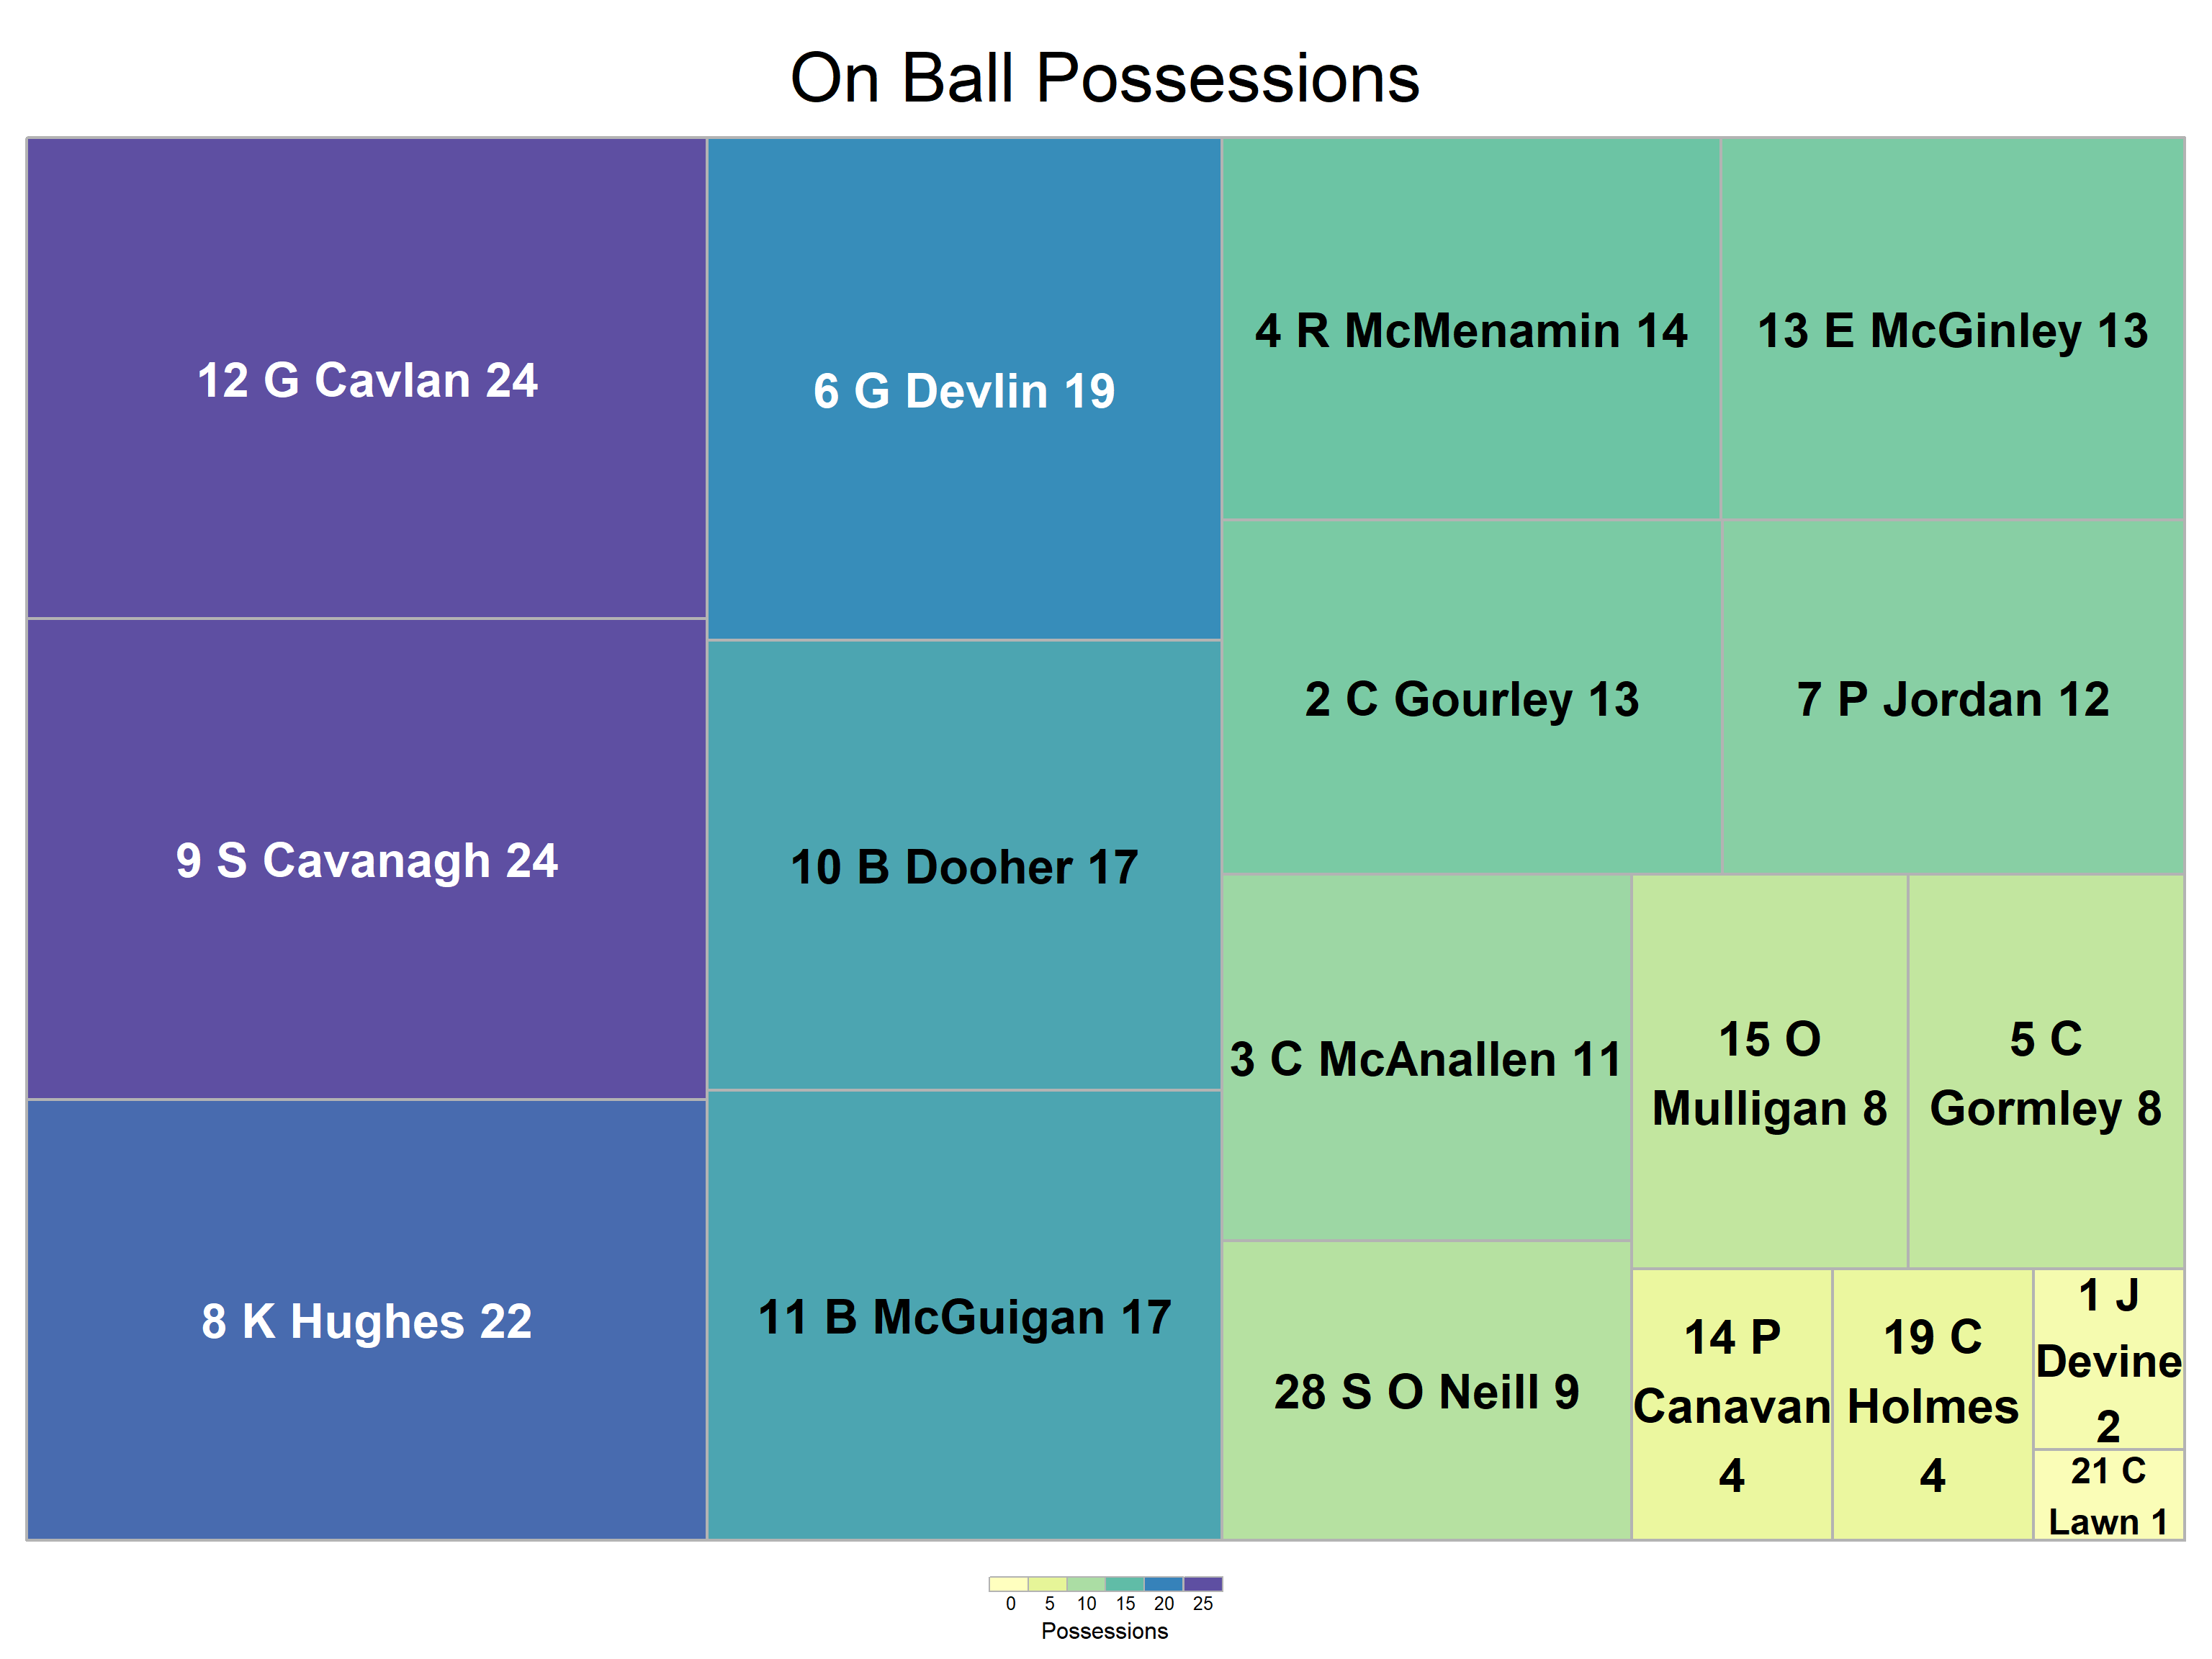 On Ball Possessions
12 G Cavlan 24
9 S Cavanagh 24
8 K Hughes 22
6 G Devlin 19
10 B Dooher 17
11 B McGuigan 17
4 R McMenamin 14
13 E McGinley 13
2 C Gourley 13
7 P Jordan 12
3 C McAnallen 11
28 S O Neill 9
15 O
Mulligan 8
5 C
Gormley 8
14 P
Canavan
4
19 C
Holmes
4
1 J
Devine
2
21 C
Lawn 1
0 5 10 15 20 25
Possessions